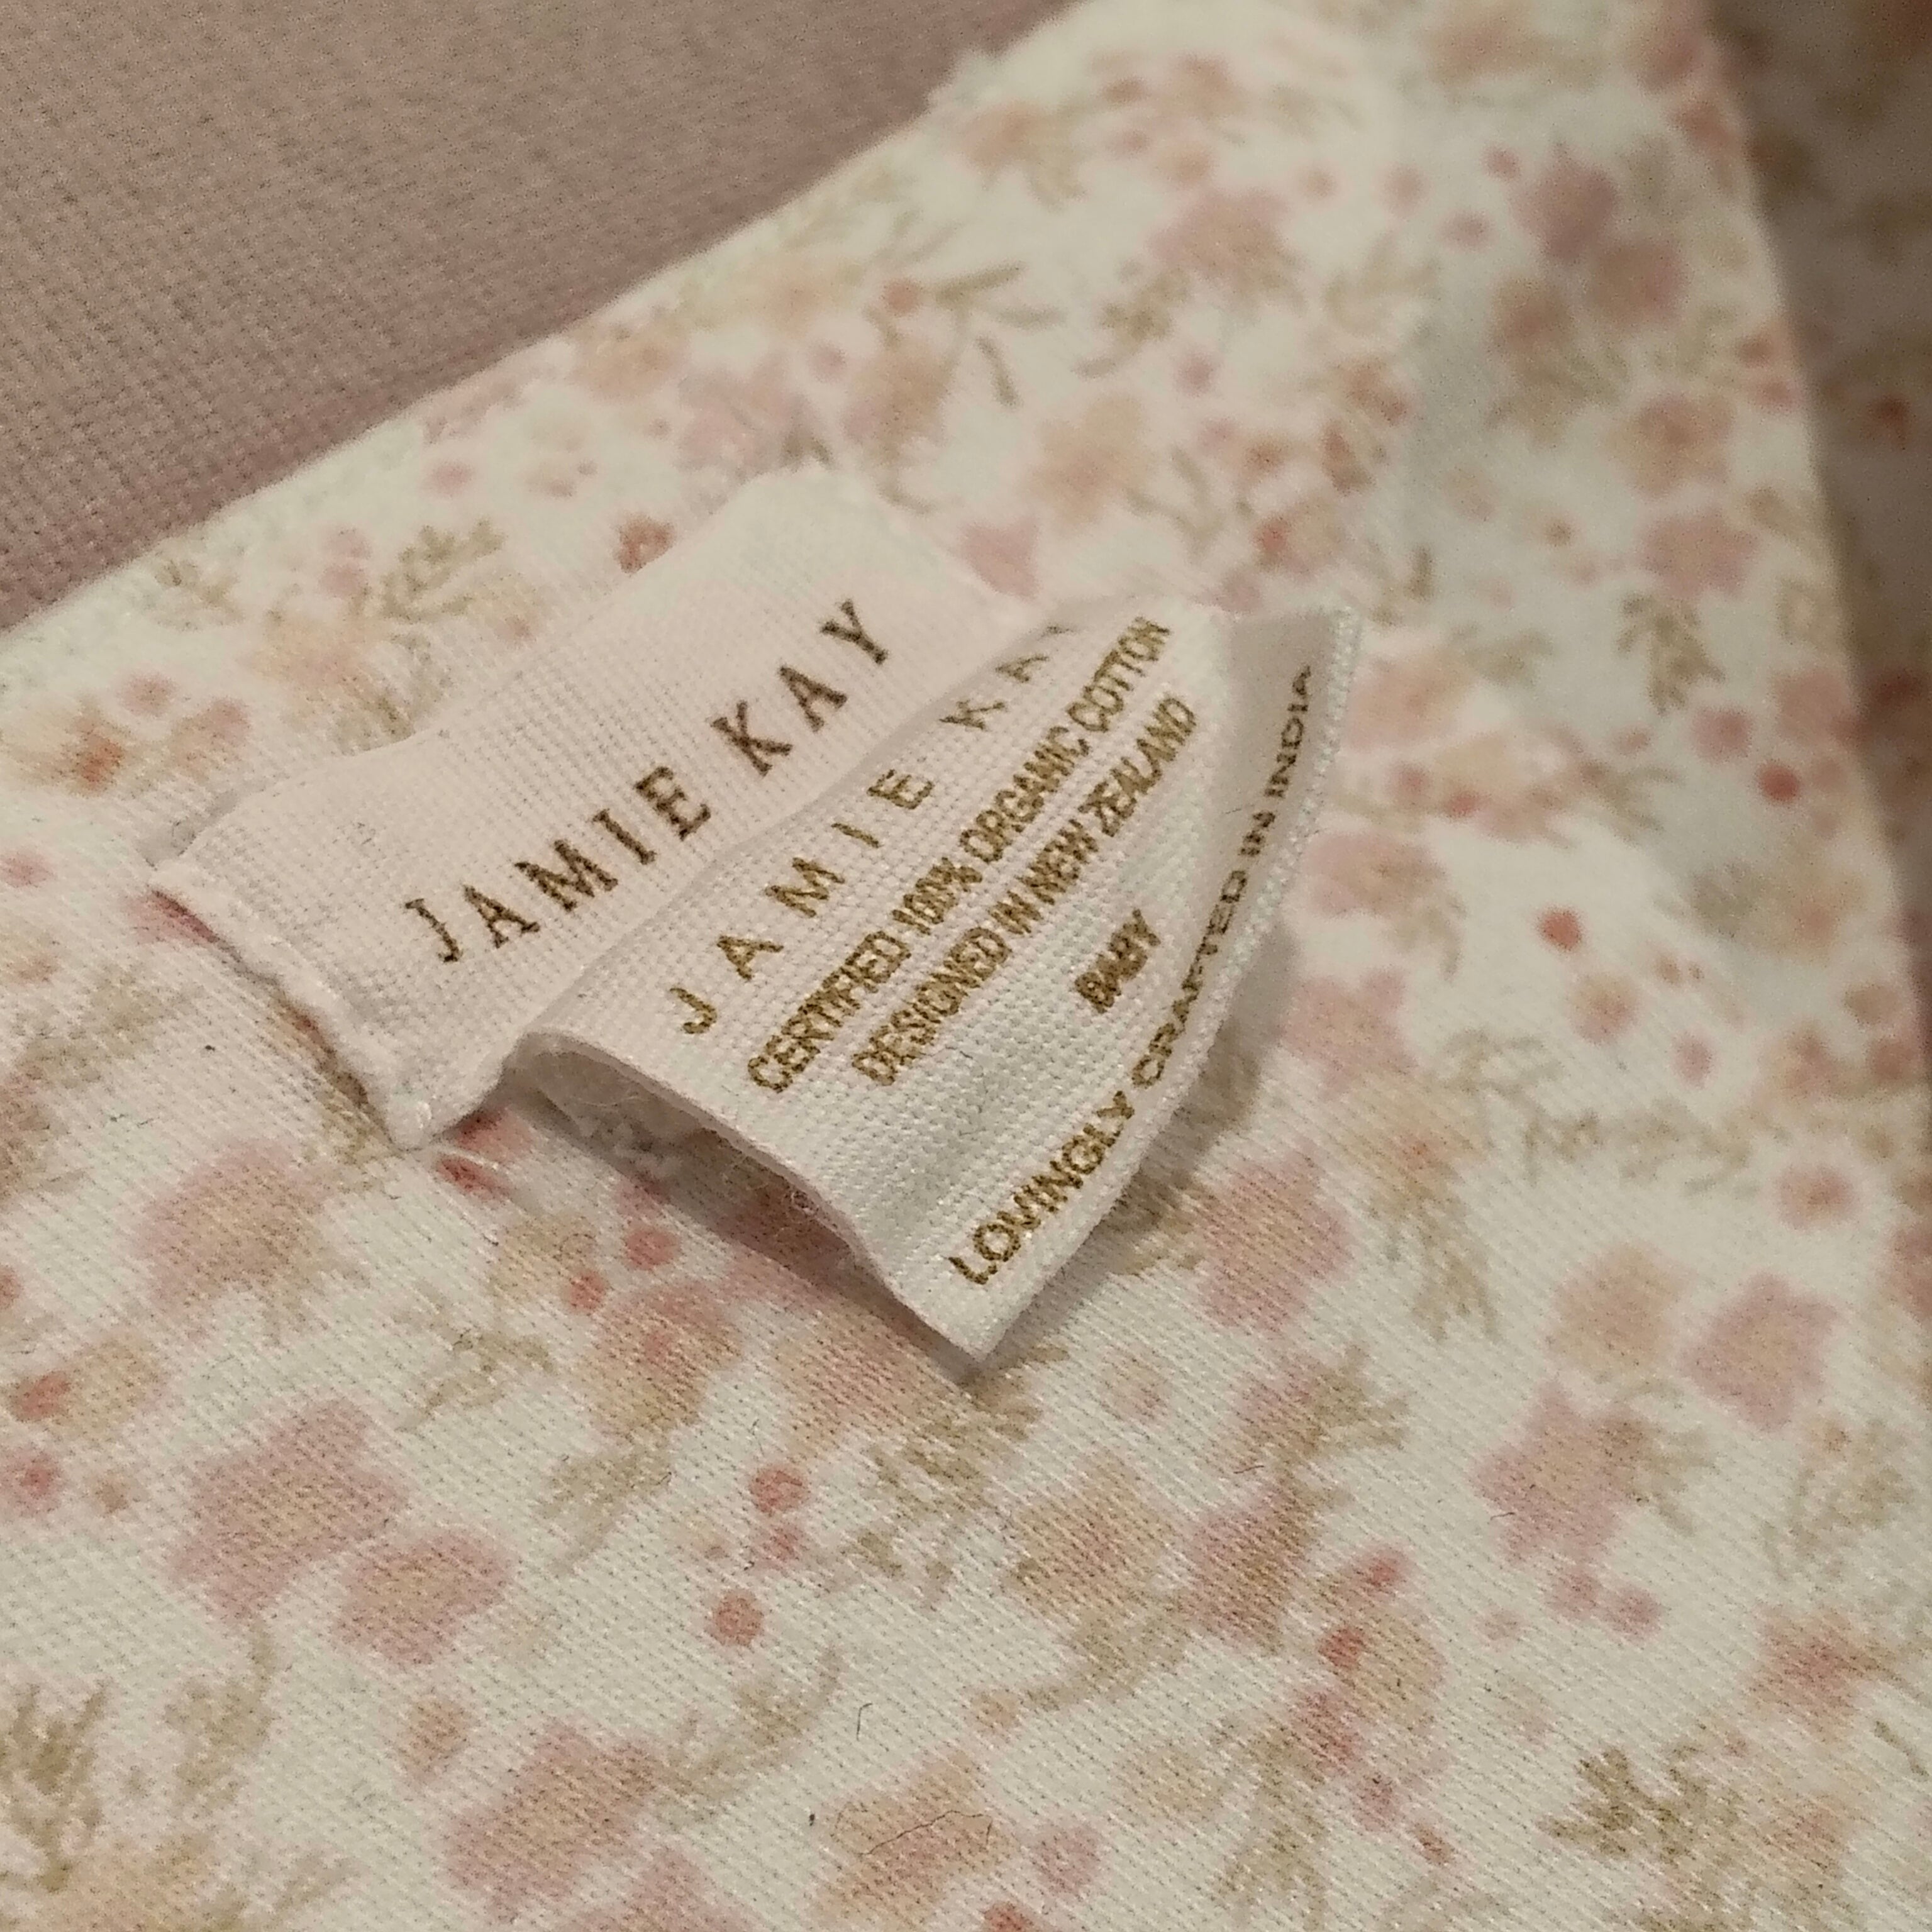 JAMIE KAY
JAMIE KAY
CERTIFIED 100% ORGANIC COTTON
DESIGNED IN NEW ZEALAND
BABY
LOVINGLY CRAFTED IN INDIA